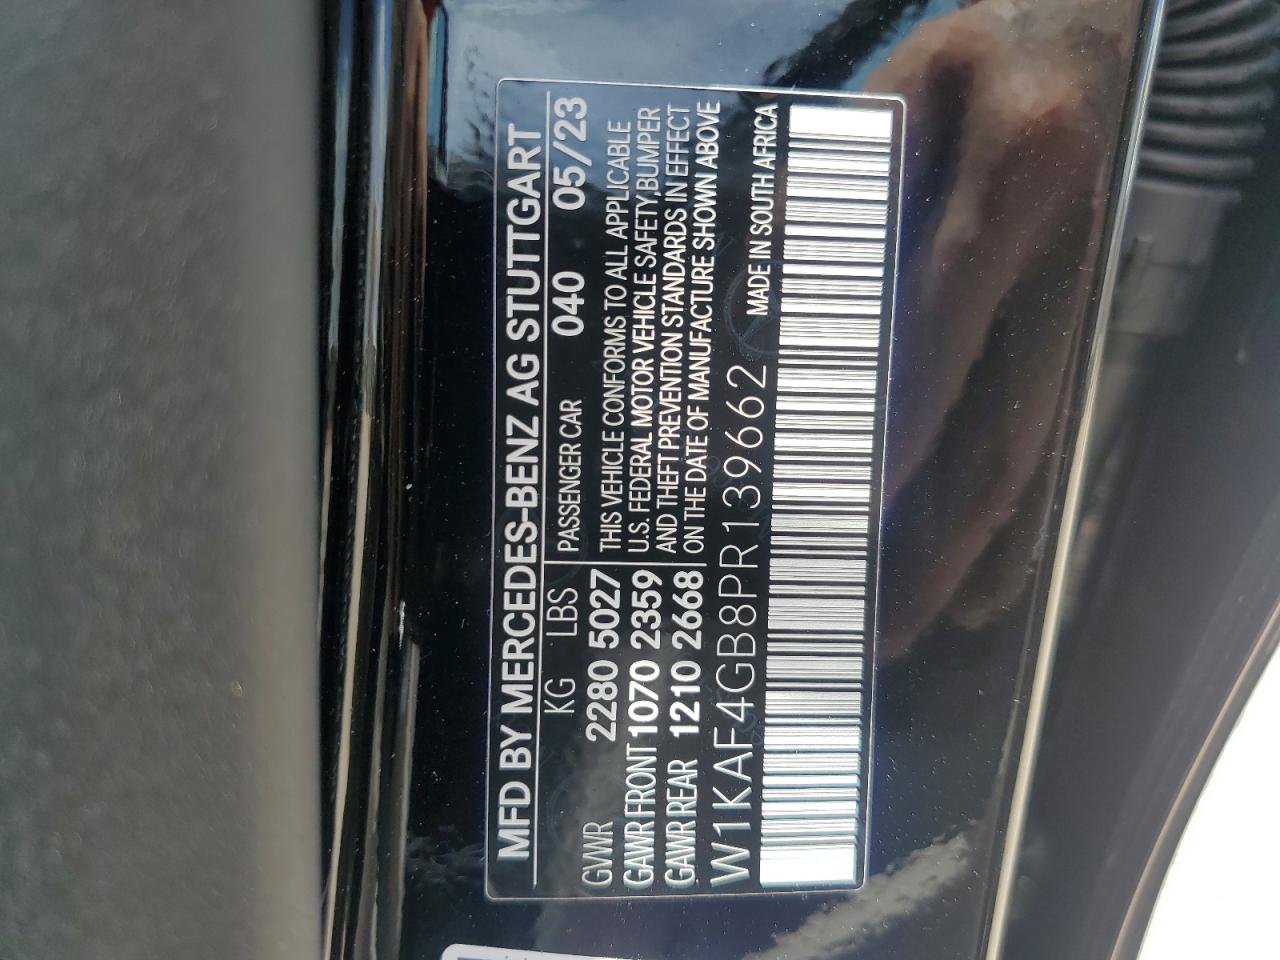 MFD BY MERCEDES-BENZ AG STUTTGART
KG LBS PASSENGER CAR 040 05/23
GVWR 2280 5027 THIS VEHICLE CONFORMS TO ALL APPLICABLE
U.S. FEDERAL MOTOR VEHICLE SAFETY,BUMPER
GAWR FRONT 1070 2359 AND THEFT PREVENTION STANDARDS IN EFFECT
GAWR REAR 1210 2668 ON THE DATE OF MANUFACTURE SHOWN ABOVE
W1KAF4GB8PR139662 MADE IN SOUTH AFRICA